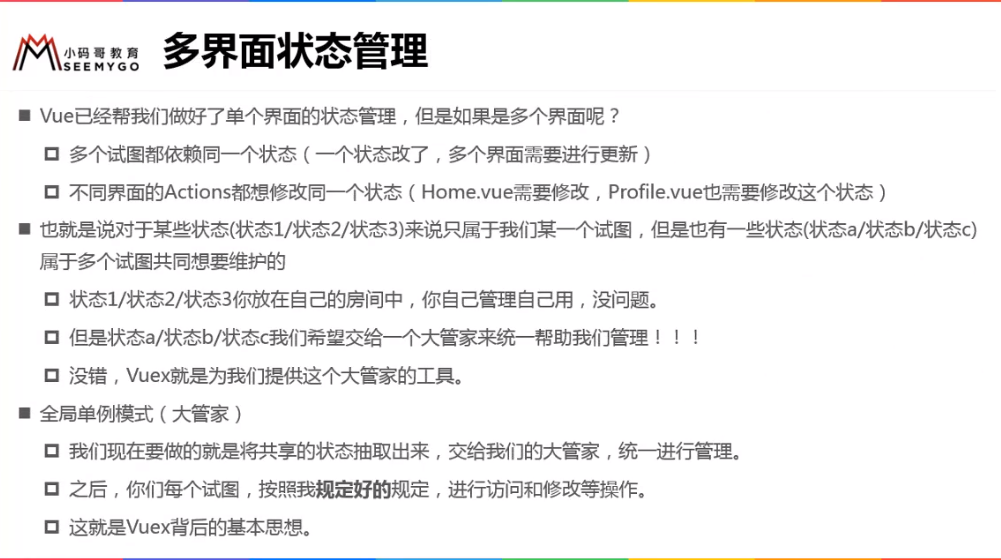 小码哥教育
SEEMYGO
多界面状态管理
Vue已经帮我们做好了单个界面的状态管理，但是如果是多个界面呢？
多个试图都依赖同一个状态（一个状态改了，多个界面需要进行更新）
不同界面的Actions都想修改同一个状态（Home.vue需要修改，Profile.vue也需要修改这个状态）
也就是说对于某些状态(状态1/状态2/状态3)来说只属于我们某一个试图，但是也有一些状态(状态a/状态b/状态c)
属于多个试图共同想要维护的
状态1/状态2/状态3你放在自己的房间中，你自己管理自己用，没问题。
但是状态a/状态b/状态c我们希望交给一个大管家来统一帮助我们管理！！！
没错，Vuex就是为我们提供这个大管家的工具。
全局单例模式（大管家）
我们现在要做的就是将共享的状态抽取出来，交给我们的大管家，统一进行管理。
之后，你们每个试图，按照我规定好的规定，进行访问和修改等操作。
这就是Vuex背后的基本思想。